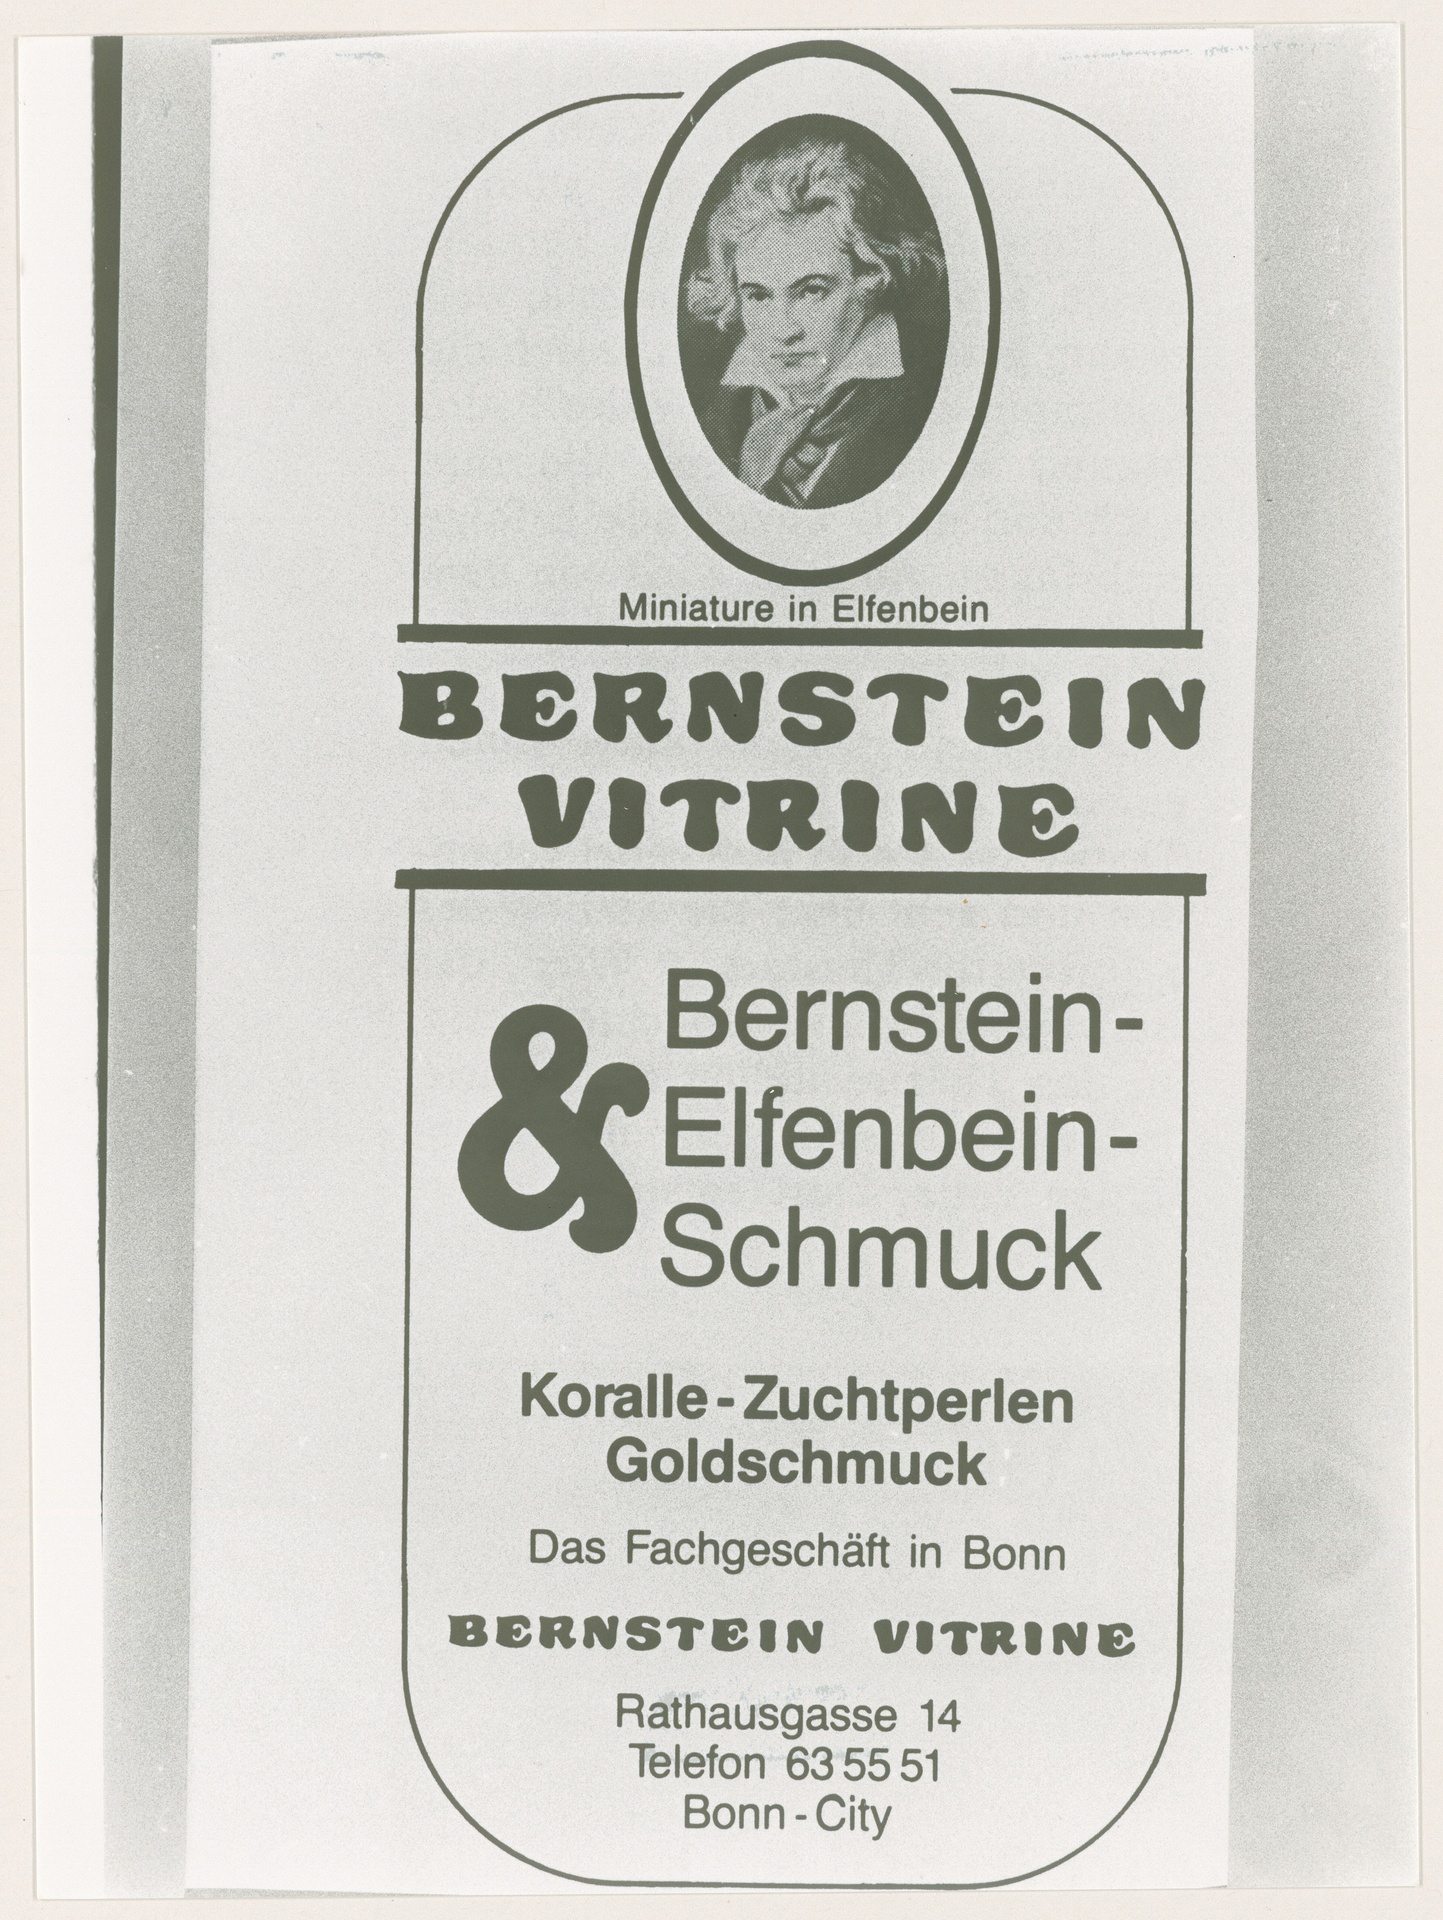 Miniature in Elfenbein
BERNSTEIN
VITRINE
& Bernstein-
Elfenbein-
Schmuck
Koralle-Zuchtperlen
Goldschmuck
Das Fachgeschäft in Bonn
BERNSTEIN VITRINE
Rathausgasse 14
Telefon 63 55 51
Bonn-City